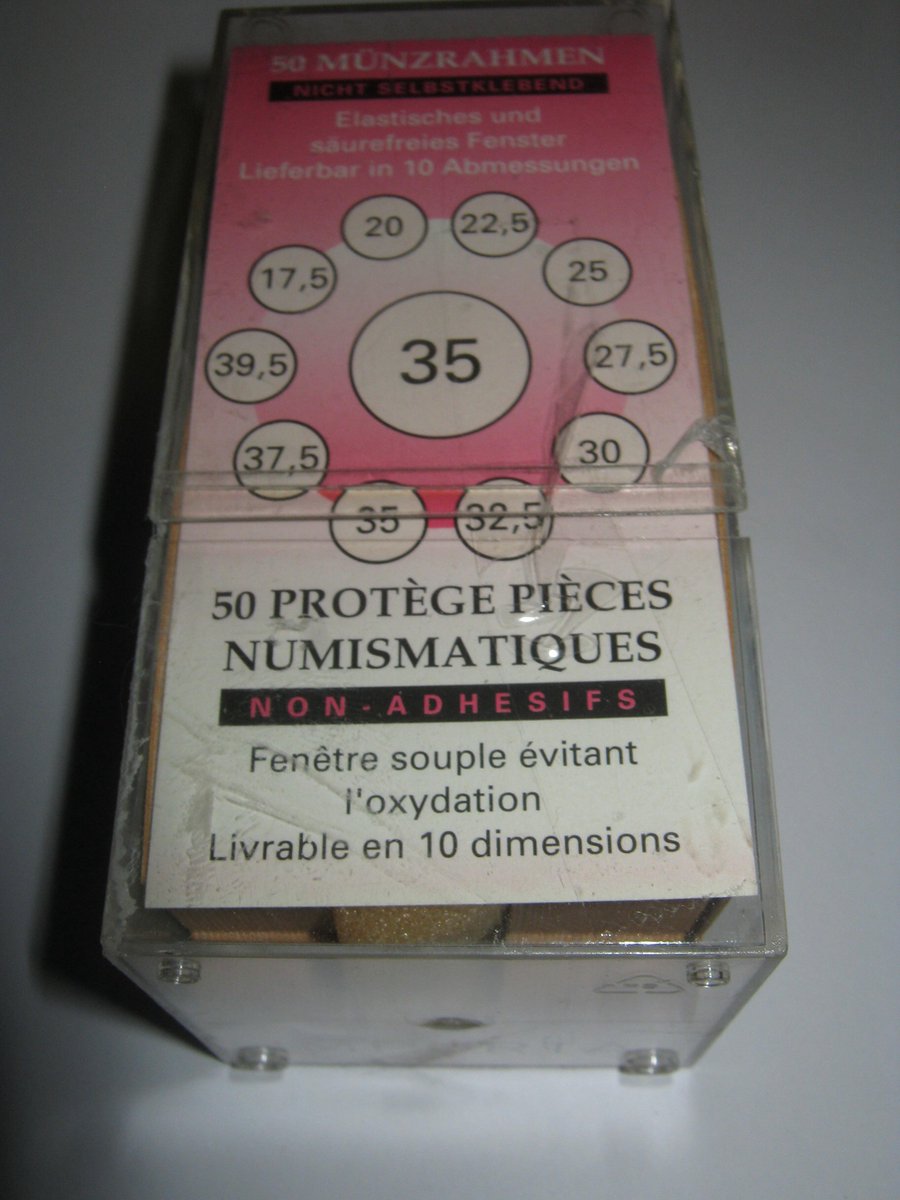 50 MÜNZRAHMEN
NICHT SELBSTKLEBEND
Elastisches und
säurefreies Fenster
Lieferbar in 10 Abmessungen
20 22,5
17,5 25
39,5 35 27,5
37,5 30
35 32,5
50 PROTÈGE PIÈCES
NUMISMATIQUES
NON-ADHESIFS
Fenêtre souple évitant
l'oxydation
Livrable en 10 dimensions